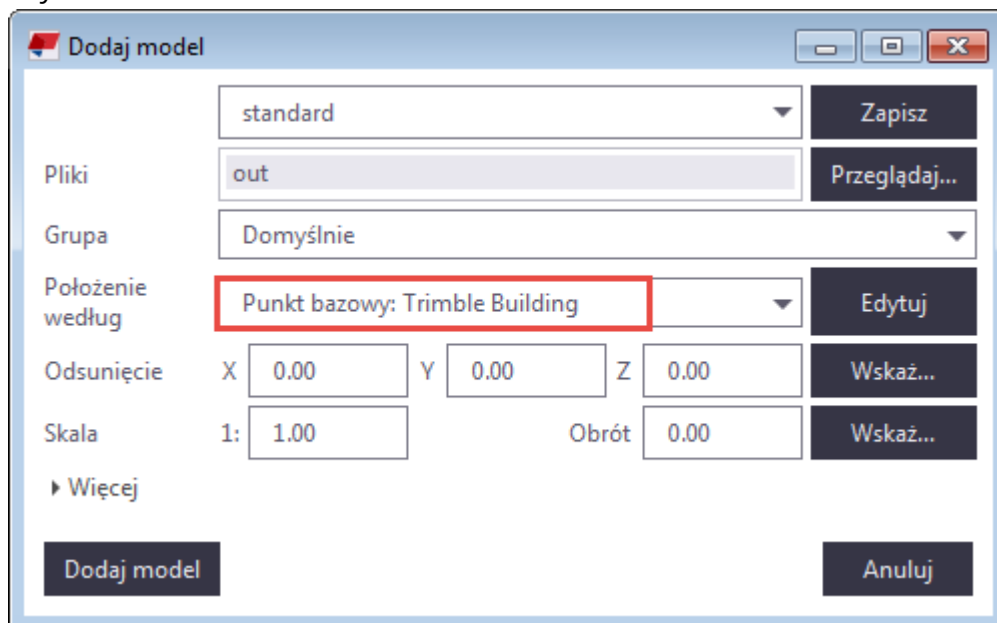 Dodaj model
standard
Zapisz
Pliki
out
Przeglądaj...
Grupa
Domyślnie
Położenie
według
Punkt bazowy: Trimble Building
Edytuj
Odsunięcie X 0.00 Y 0.00 Z 0.00 Wskaż...
Skala 1: 1.00 Obrót 0.00 Wskaż...
Więcej
Dodaj model
Anuluj